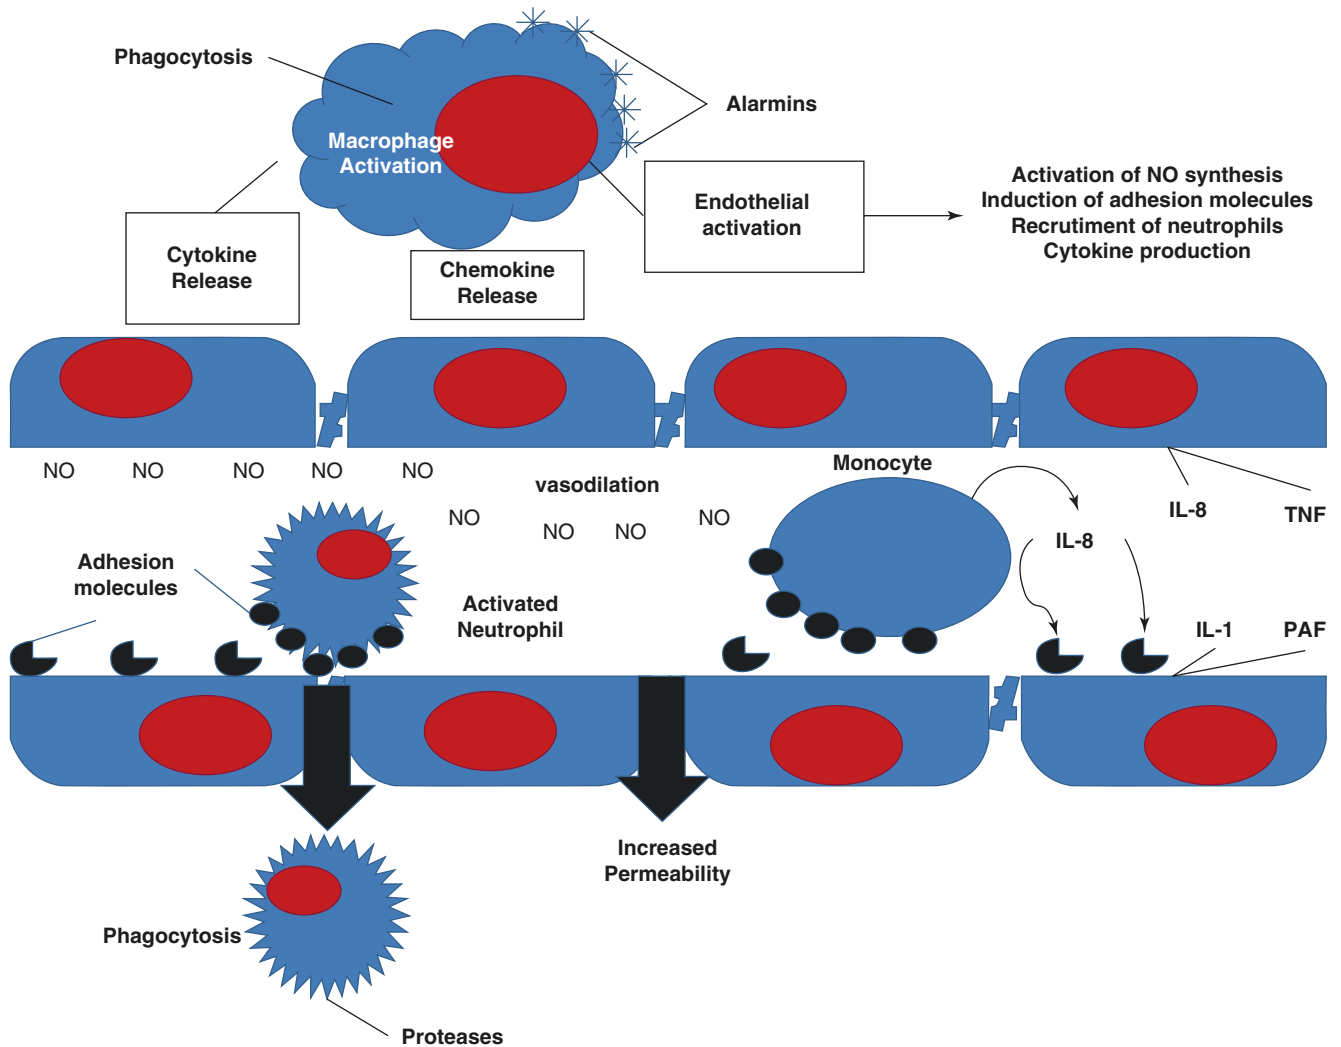 Phagocytosis
Alarmins
Macrophage
Activation
Endothelial
activation
Activation of NO synthesis
Induction of adhesion molecules
Recrutiment of neutrophils
Cytokine production
Cytokine
Release
Chemokine
Release
NO NO NO NO NO
vasodilation
Monocyte
NO NO NO NO
IL-8
TNF
IL-8
Adhesion
molecules
Activated
Neutrophil
IL-1 PAF
Increased
Permeability
Phagocytosis
Proteases